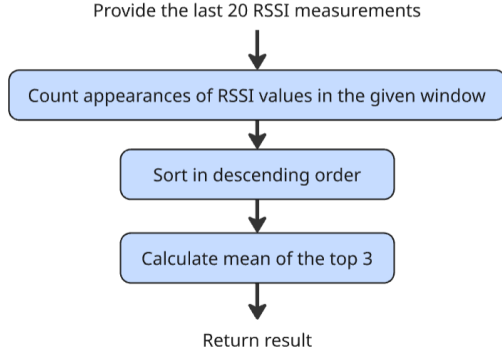 Provide the last 20 RSSI measurements
Count appearances of RSSI values in the given window
Sort in descending order
Calculate mean of the top 3
Return result